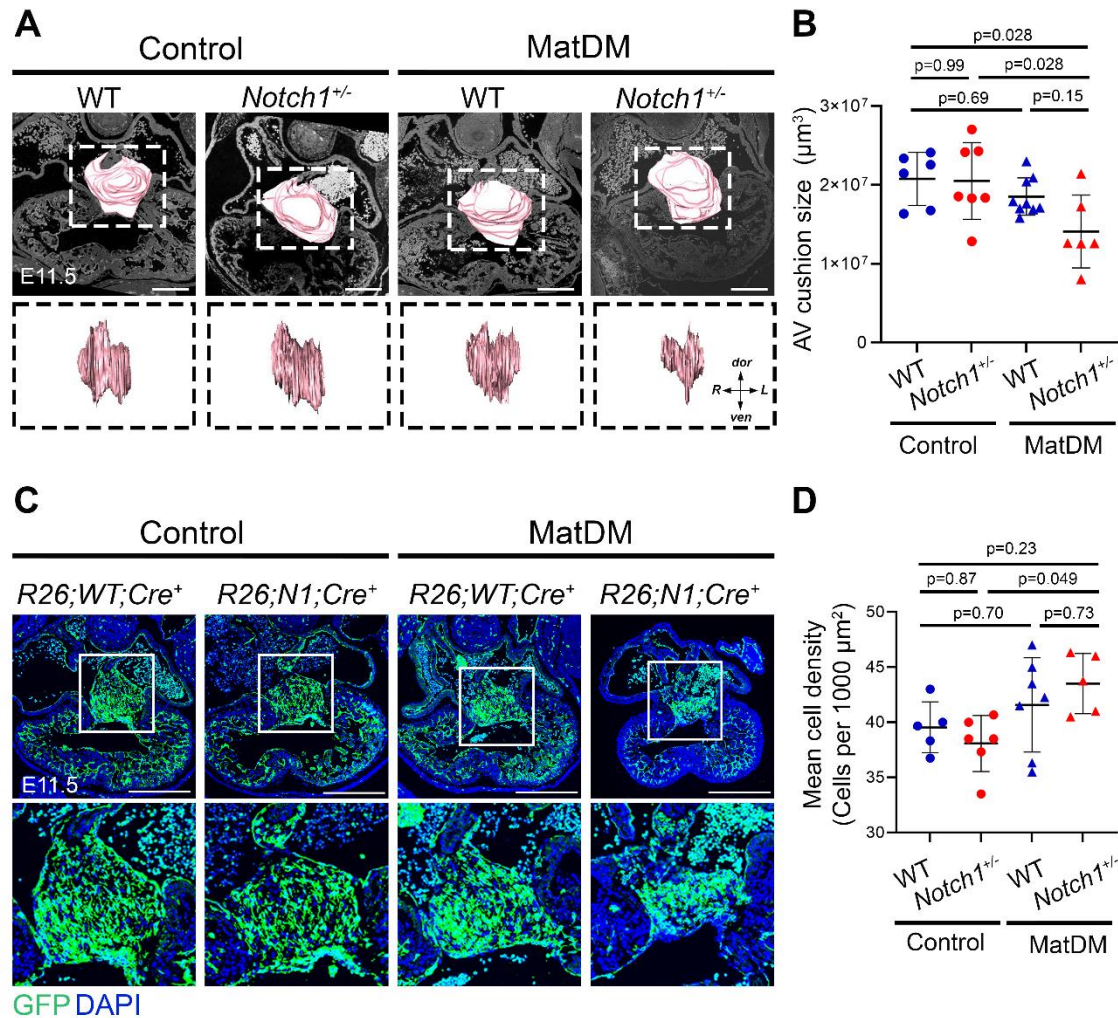 A
Control
MatDM
WT
Notch1+/-
WT
Notch1+/-
E11.5
dor
R
L
ven
B
p=0.028
p=0.99
p=0.028
p=0.69
p=0.15
AV cushion size (µm³)
3×10⁷
2×10⁷
1×10⁷
0
WT
Notch1+/-
WT
Notch1+/-
Control
MatDM
C
Control
MatDM
R26;WT;Cre+
R26;N1;Cre+
R26;WT;Cre+
R26;N1;Cre+
E11.5
GFP DAPI
D
p=0.23
p=0.87
p=0.049
p=0.70
p=0.73
Mean cell density
(Cells per 1000 µm²)
50
45
40
35
30
WT
Notch1+/-
WT
Notch1+/-
Control
MatDM